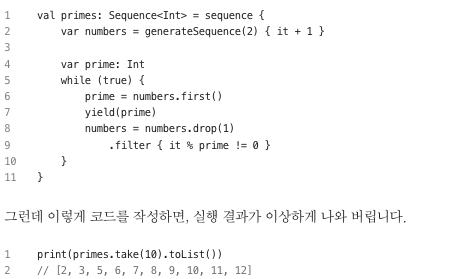 1 val primes: Sequence<Int> = sequence {
2 var numbers = generateSequence(2) { it + 1 }
3
4 var prime: Int
5 while (true) {
6 prime = numbers.first()
7 yield(prime)
8 numbers = numbers.drop(1)
9 .filter { it % prime != 0 }
10 }
11 }
그런데 이렇게 코드를 작성하면, 실행 결과가 이상하게 나와 버립니다.
1 print(primes.take(10).toList())
2 // [2, 3, 5, 6, 7, 8, 9, 10, 11, 12]